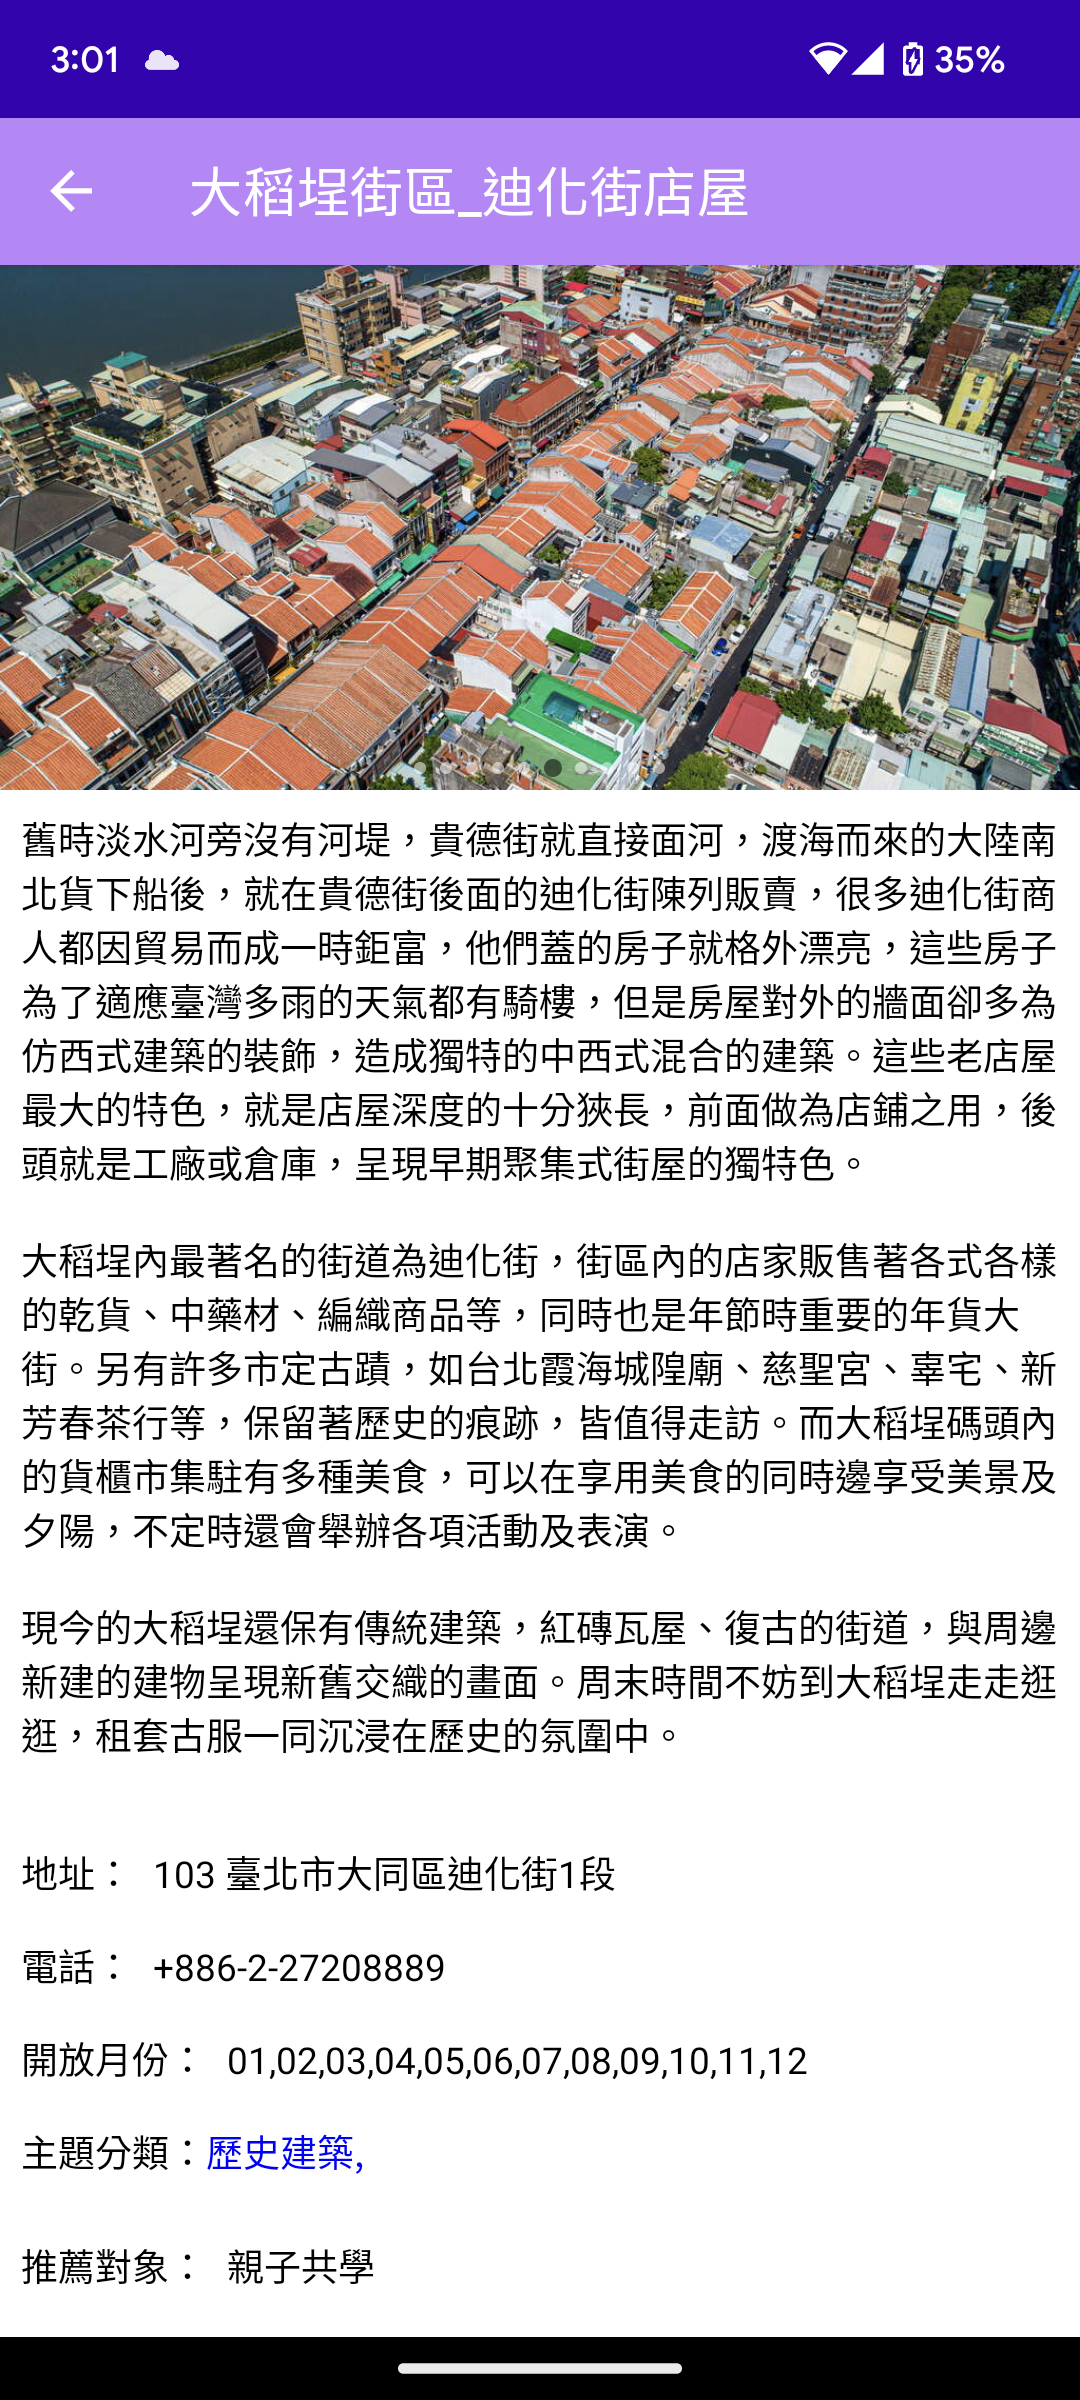 3:01
35%
大稻埕街區_迪化街店屋
舊時淡水河旁沒有河堤，貴德街就直接面河，渡海而來的大陸南
北貨下船後，就在貴德街後面的迪化街陳列販賣，很多迪化街商
人都因貿易而成一時鉅富，他們蓋的房子就格外漂亮，這些房子
為了適應臺灣多雨的天氣都有騎樓，但是房屋對外的牆面卻多為
仿西式建築的裝飾，造成獨特的中西式混合的建築。這些老店屋
最大的特色，就是店屋深度的十分狹長，前面做為店鋪之用，後
頭就是工廠或倉庫，呈現早期聚集式街屋的獨特色。
大稻埕內最著名的街道為迪化街，街區內的店家販售著各式各樣
的乾貨、中藥材、編織商品等，同時也是年節時重要的年貨大
街。另有許多市定古蹟，如台北霞海城隍廟、慈聖宮、辜宅、新
芳春茶行等，保留著歷史的痕跡，皆值得走訪。而大稻埕碼頭內
的貨櫃市集駐有多種美食，可以在享用美食的同時邊享受美景及
夕陽，不定時還會舉辦各項活動及表演。
現今的大稻埕還保有傳統建築，紅磚瓦屋、復古的街道，與周邊
新建的建物呈現新舊交織的畫面。周末時間不妨到大稻埕走走逛
逛，租套古服一同沉浸在歷史的氛圍中。
地址： 103 臺北市大同區迪化街1段
電話： +886-2-27208889
開放月份： 01,02,03,04,05,06,07,08,09,10,11,12
主題分類：歷史建築,
推薦對象： 親子共學